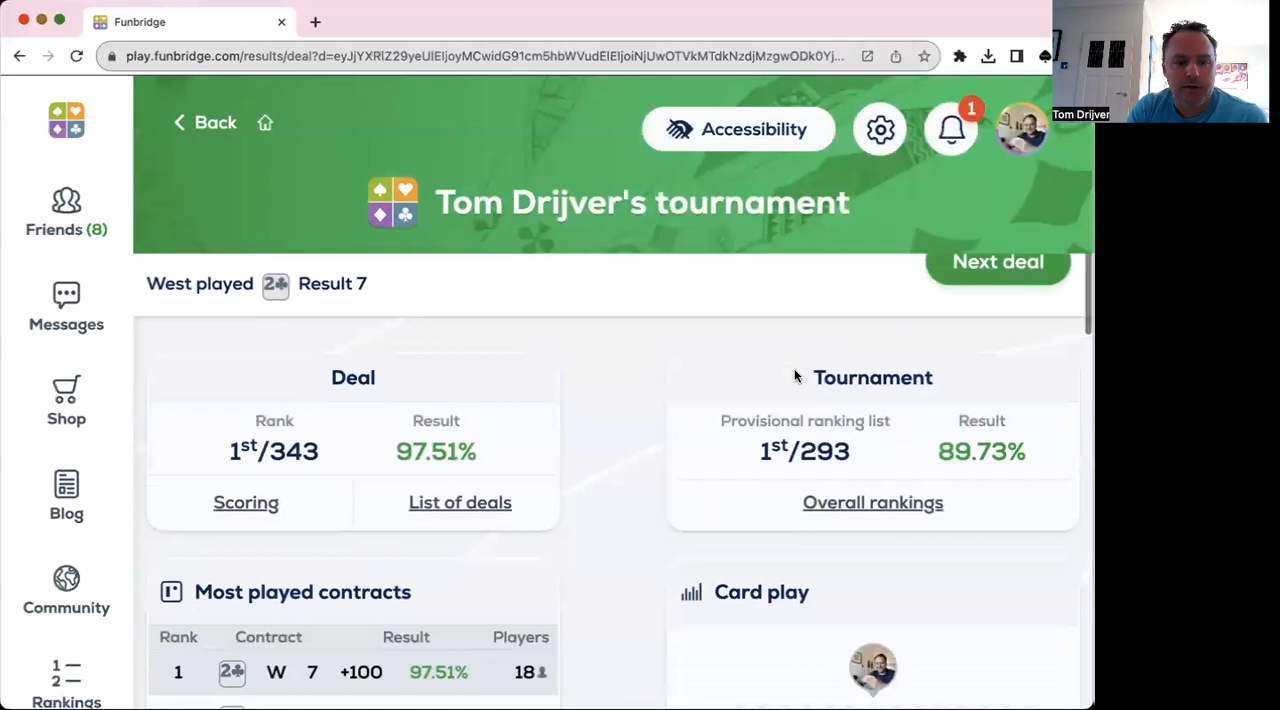 Funbridge
play.funbridge.com/results/deal?d=eyJjYXRlZ29yeUlEIjoyMCwidG91cm5hbWVudElEIjoiNjUwOTVkMTdkNzdjMzgwODk0Yj...
Tom Drijver
Back
Accessibility
1
Tom Drijver's tournament
Friends (8)
Messages
Shop
Blog
Community
1
2
Rankings
West played 2♣ Result 7
Next deal
Deal
Rank Result
1st/343 97.51%
Scoring List of deals
Tournament
Provisional ranking list Result
1st/293 89.73%
Overall rankings
Most played contracts
Rank Contract Result Players
1 2♣ W 7 +100 97.51% 18
Card play